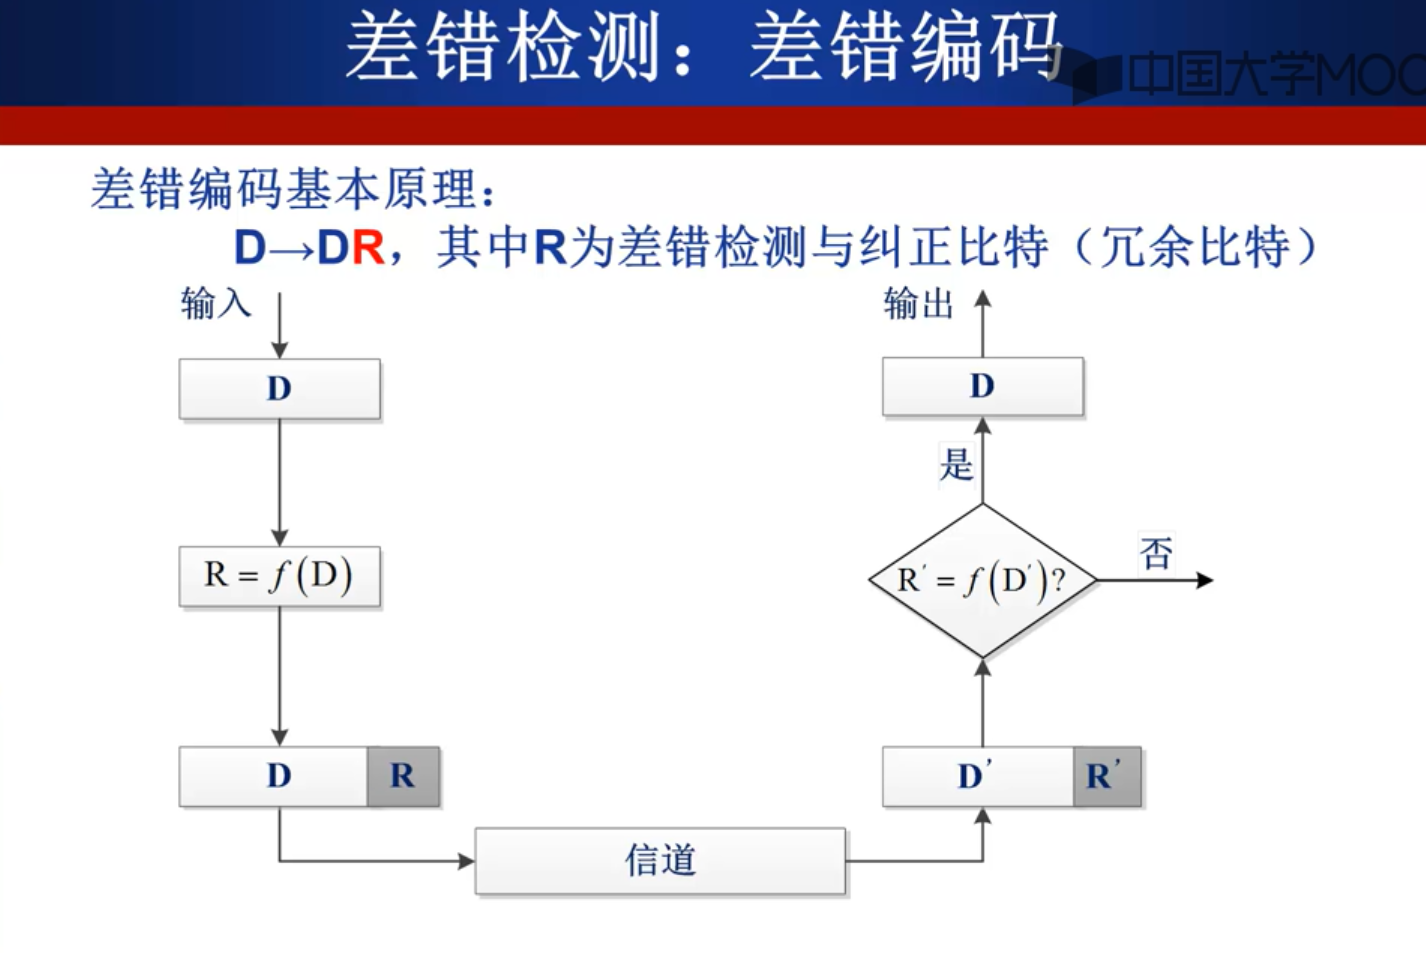 差错检测：差错编码
中国大学MOO
差错编码基本原理：
D→DR，其中R为差错检测与纠正比特（冗余比特）
输入
D
R = f(D)
D R
信道
D′ R′
R′ = f(D′)?
否
是
D
输出